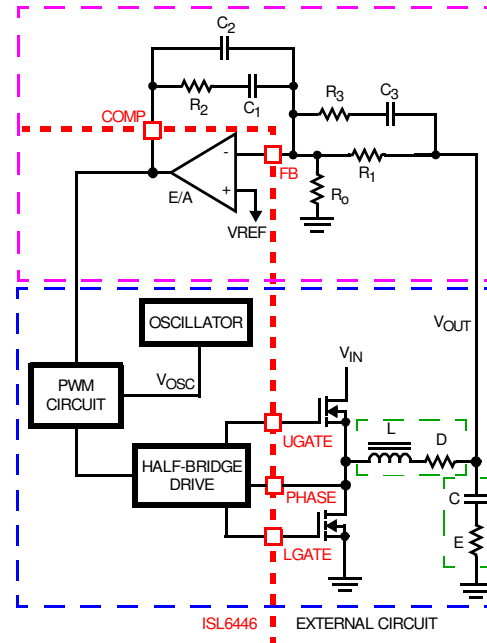 C2
R2
C1
R3
C3
COMP
-
+
E/A
FB
R1
Ro
VREF
OSCILLATOR
VOUT
PWM
CIRCUIT
VOSC
VIN
UGATE
L
D
HALF-BRIDGE
DRIVE
PHASE
C
E
LGATE
ISL6446
EXTERNAL CIRCUIT